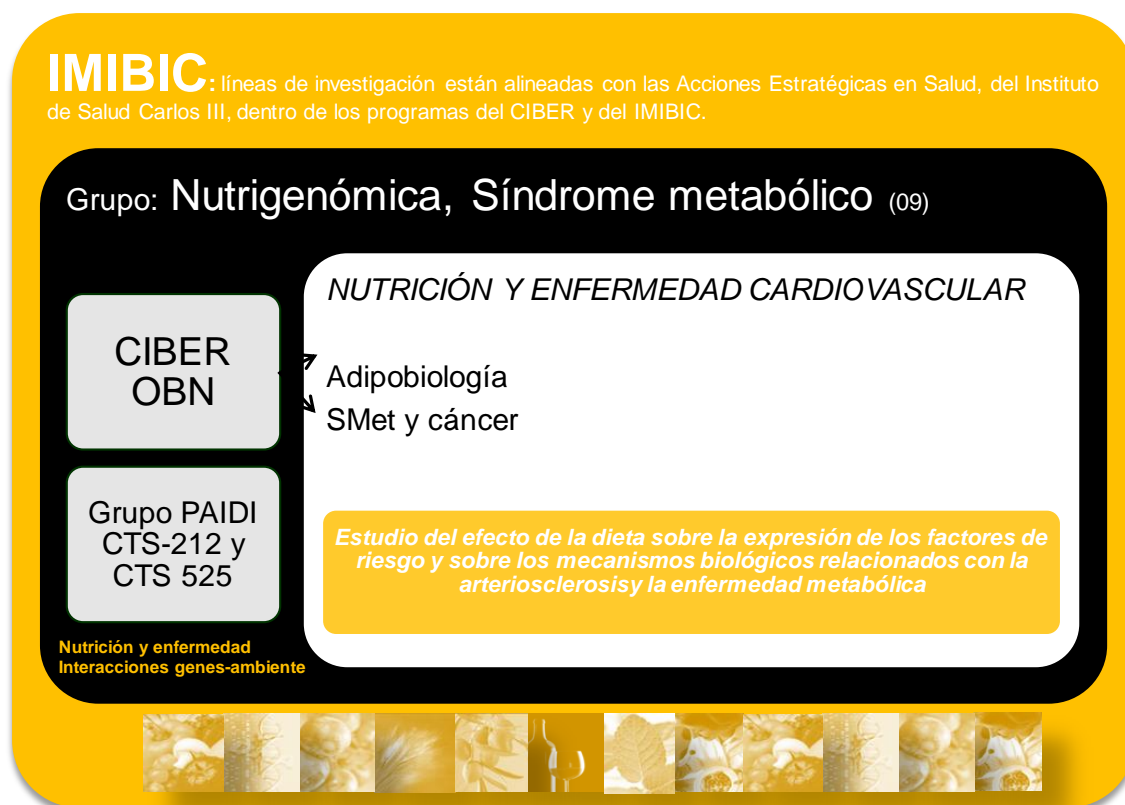 IMIBIC: líneas de investigación están alineadas con las Acciones Estratégicas en Salud, del Instituto
de Salud Carlos III, dentro de los programas del CIBER y del IMIBIC.
Grupo: Nutrigenómica, Síndrome metabólico (09)
CIBER
OBN
Grupo PAIDI
CTS-212 y
CTS 525
Nutrición y enfermedad
Interacciones genes-ambiente
NUTRICIÓN Y ENFERMEDAD CARDIOVASCULAR
Adipobiología
SMet y cáncer
Estudio del efecto de la dieta sobre la expresión de los factores de
riesgo y sobre los mecanismos biológicos relacionados con la
arteriosclerosisy la enfermedad metabólica